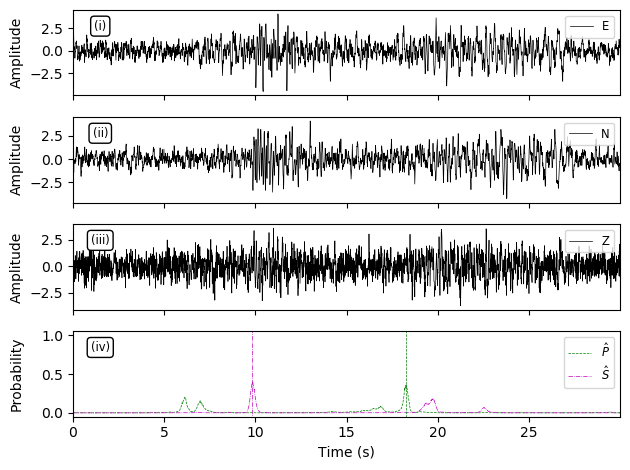 (i)
E
Amplitude
2.5
0.0
−2.5
(ii)
N
Amplitude
2.5
0.0
−2.5
(iii)
Z
Amplitude
2.5
0.0
−2.5
(iv)
P̂
Ŝ
Probability
1.0
0.5
0.0
0 5 10 15 20 25
Time (s)